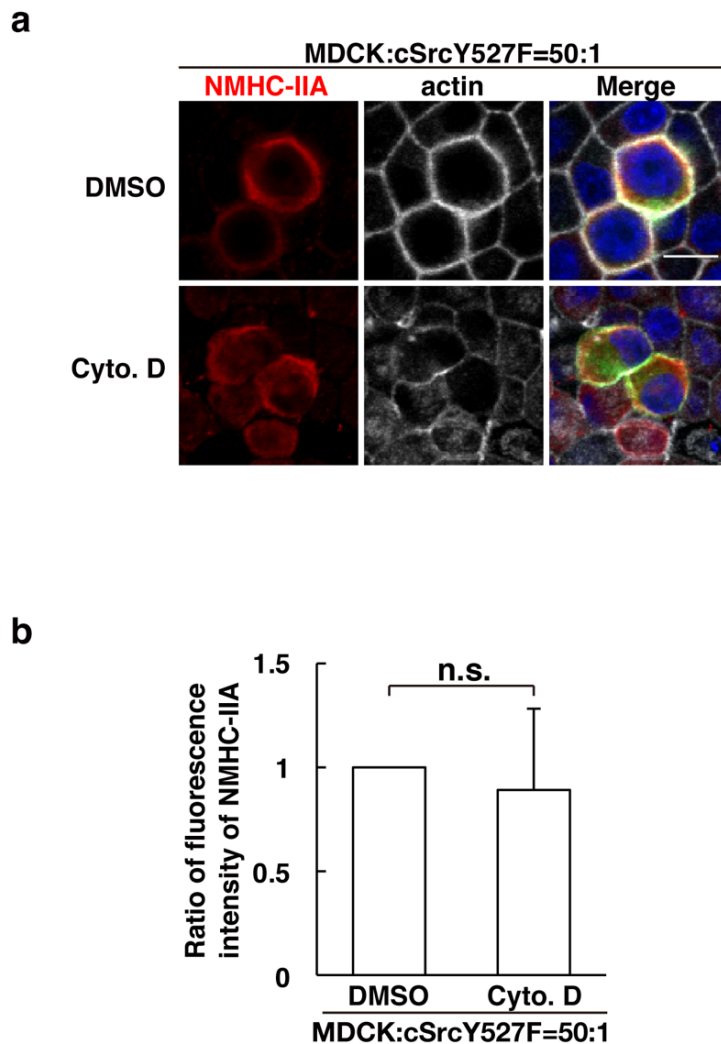 a
MDCK:cSrcY527F=50:1
NMHC-IIA actin Merge
DMSO
Cyto. D
b
Ratio of fluorescence
intensity of NMHC-IIA
1.5
1
0.5
0
n.s.
DMSO Cyto. D
MDCK:cSrcY527F=50:1